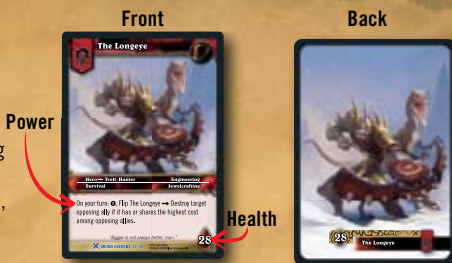 Front
Back
The Longeye
Power
g
Hero — Troll Hunter Engineering
Survival Jewelcrafting
On your turn: , Flip The Longeye → Destroy target
opposing ally if it has or shares the highest cost
among opposing allies.
,
Health
"Bigger is not always better, mon."
28
28
The Longeye